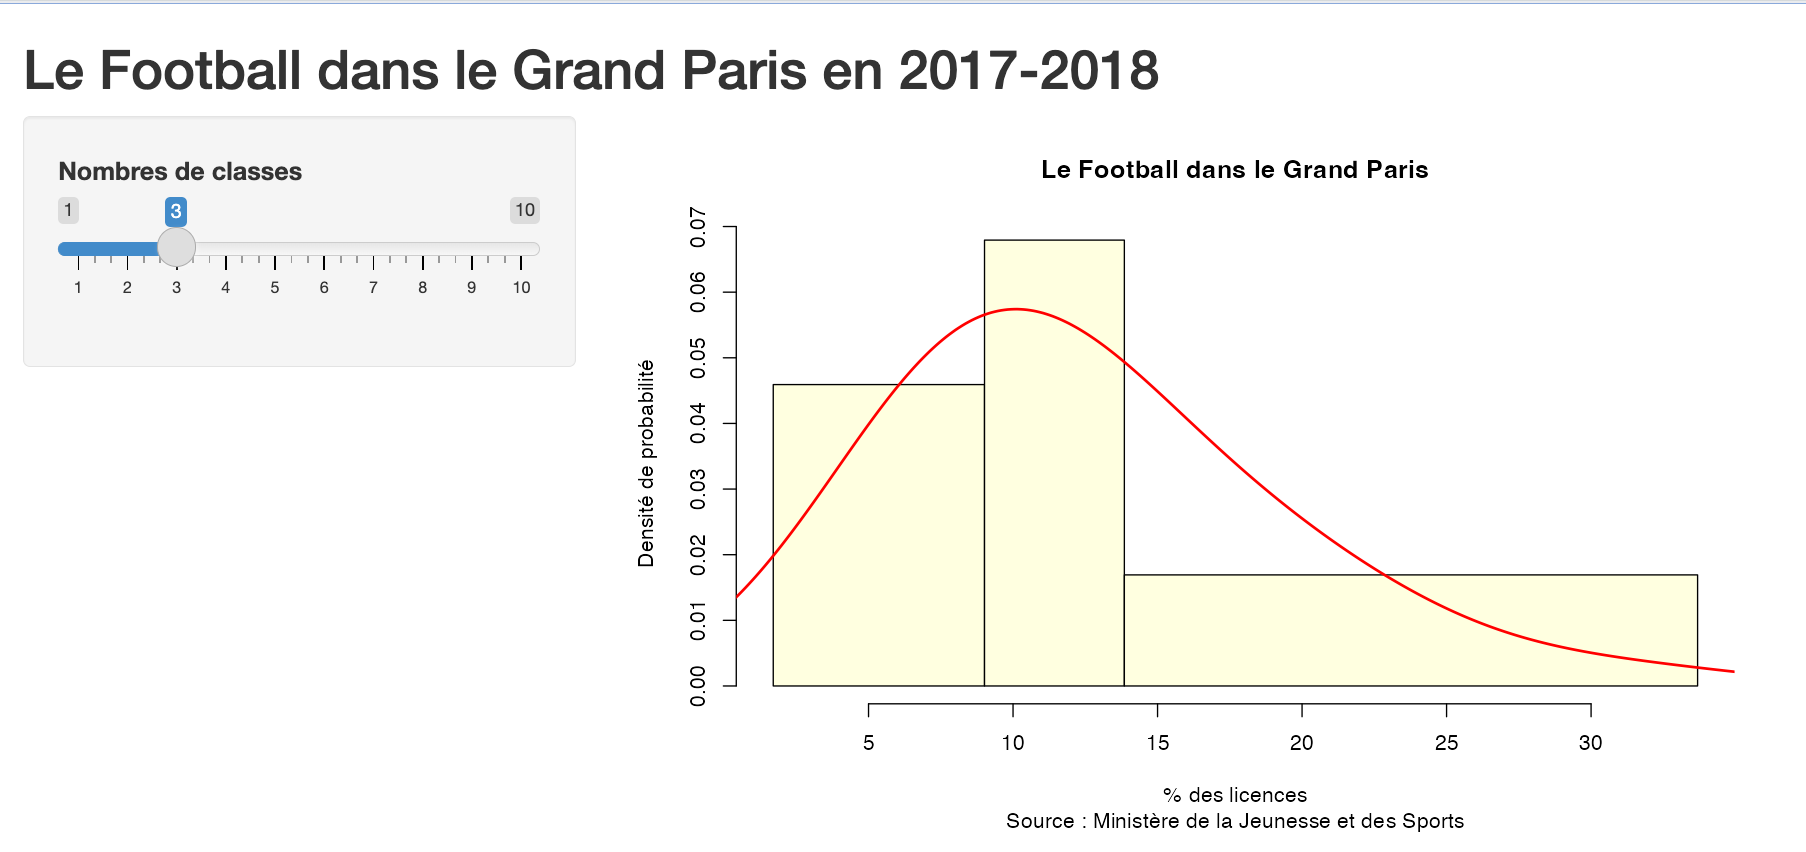 Le Football dans le Grand Paris en 2017-2018
Nombres de classes
1 3 10
1 2 3 4 5 6 7 8 9 10
Le Football dans le Grand Paris
Densité de probabilité
0.07
0.06
0.05
0.04
0.03
0.02
0.01
0.00
5 10 15 20 25 30
% des licences
Source : Ministère de la Jeunesse et des Sports